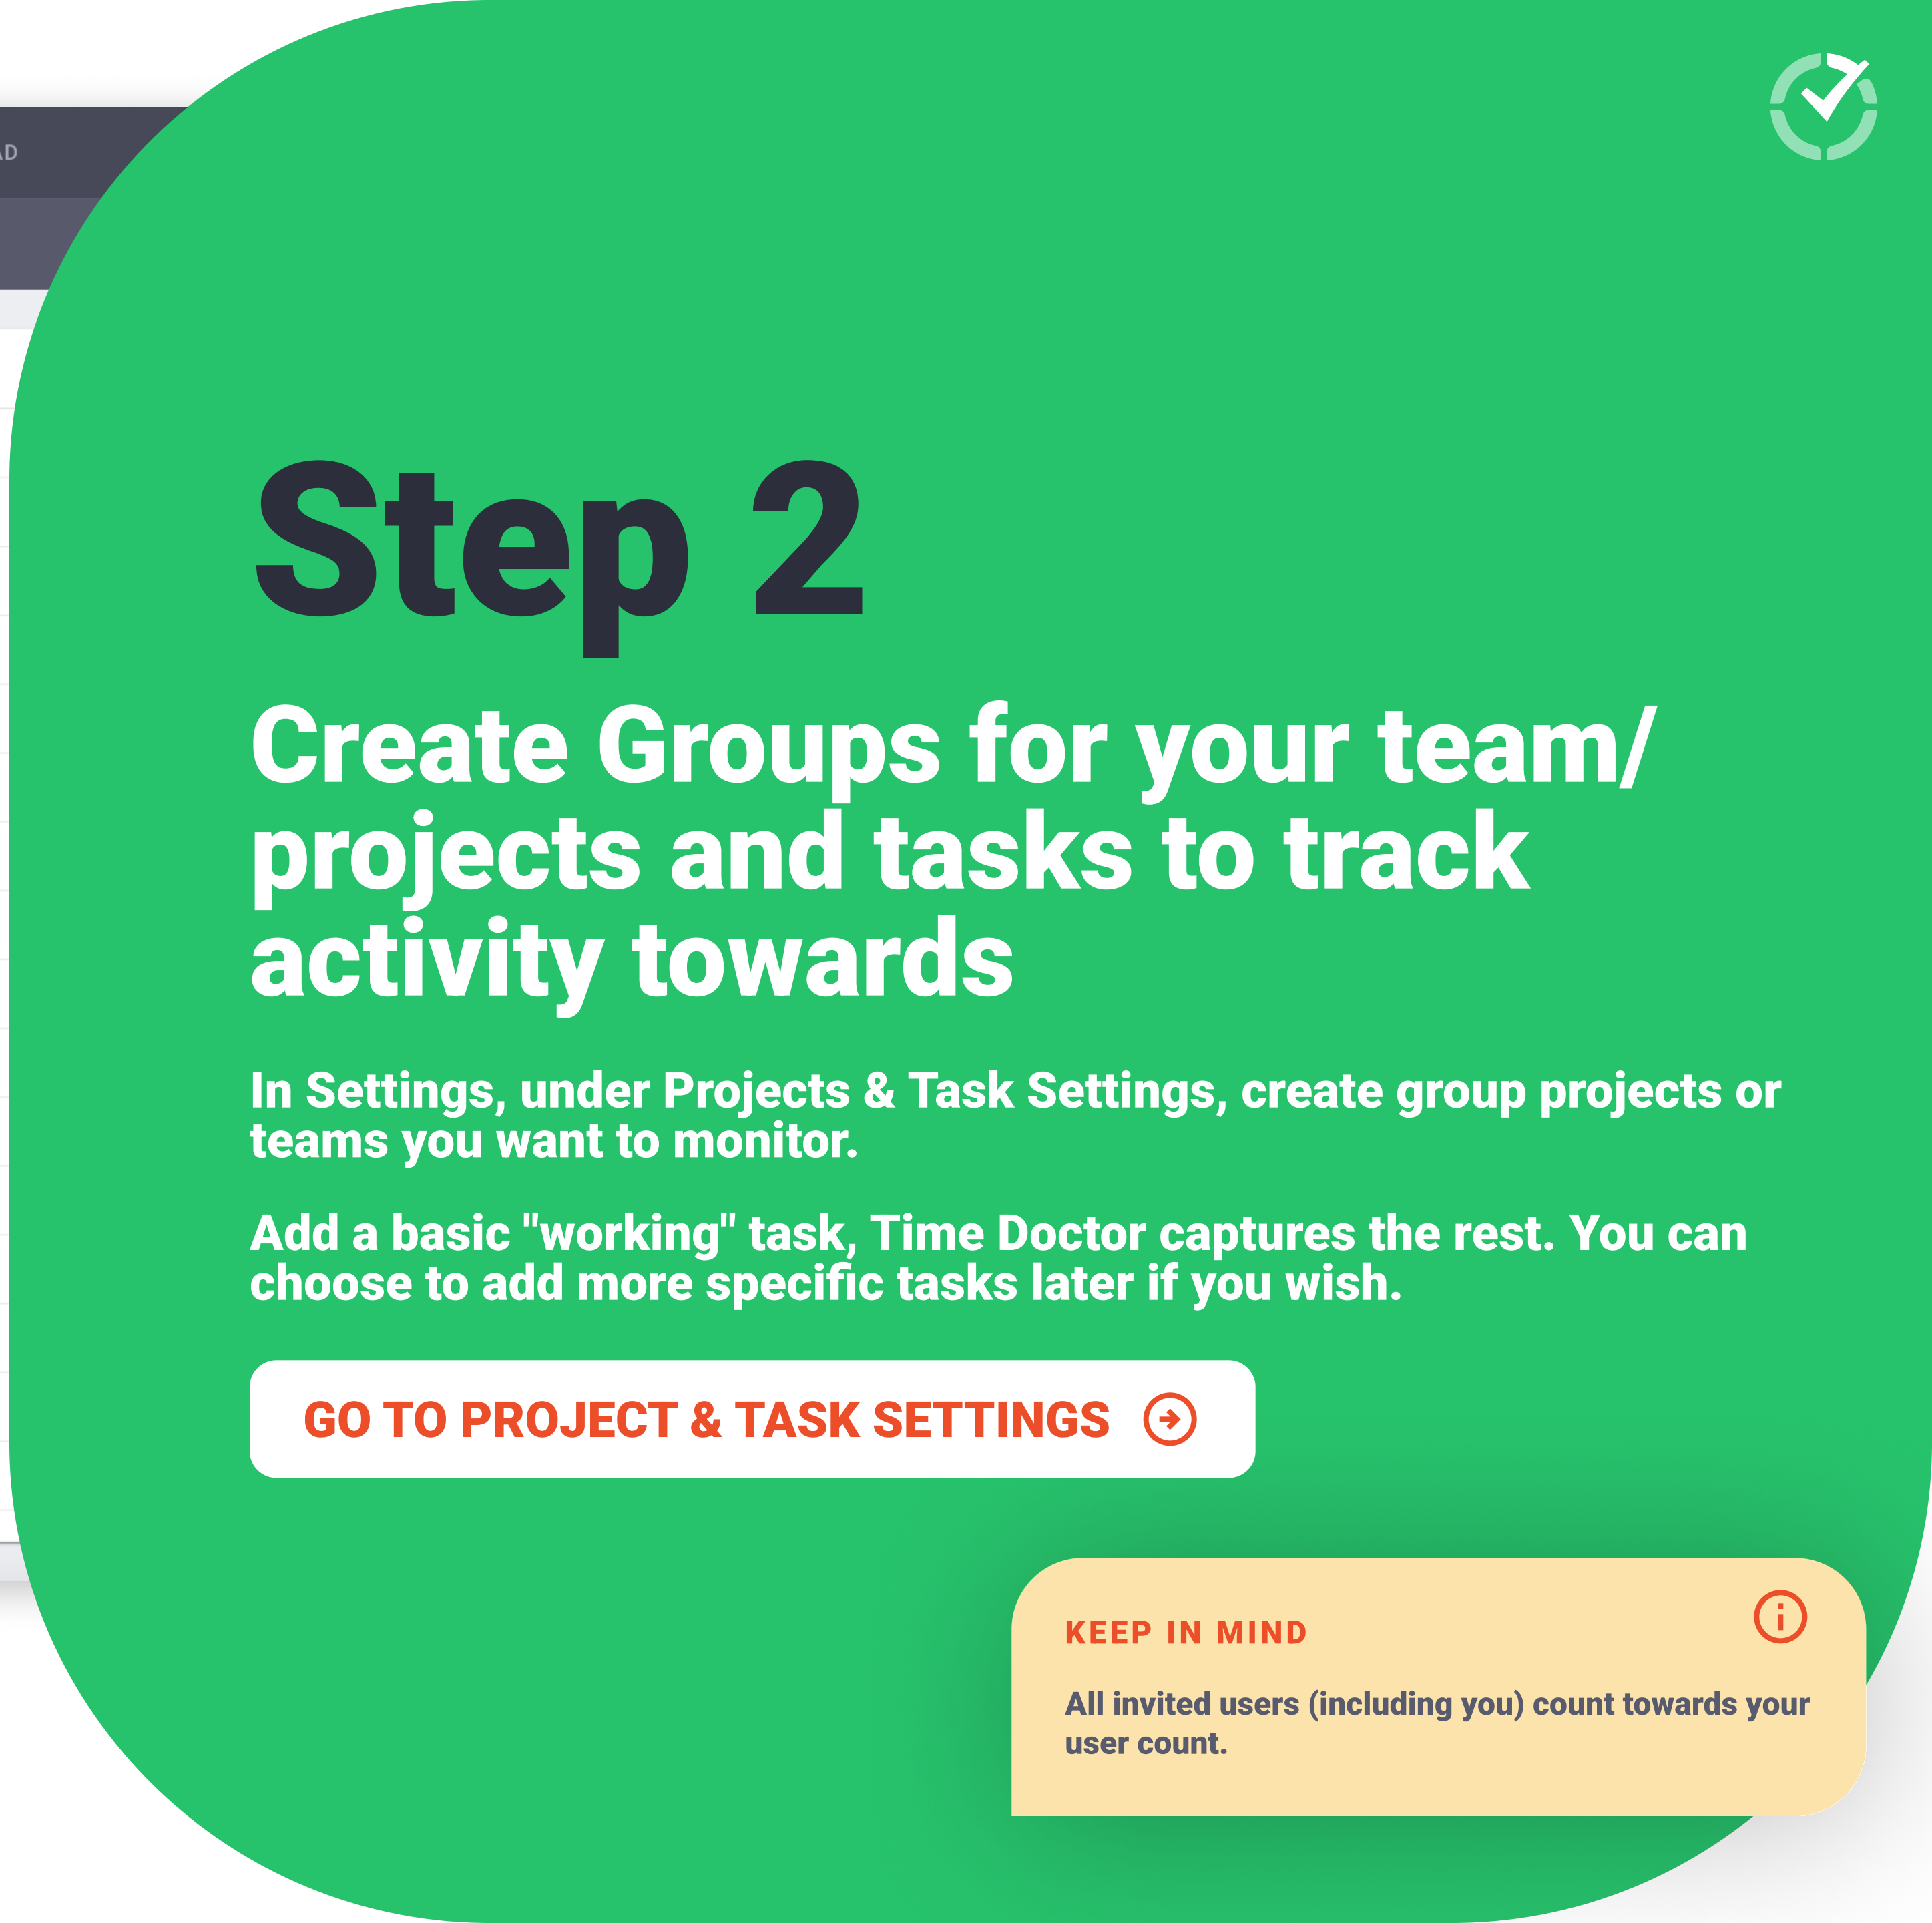 Step 2
Create Groups for your team/
projects and tasks to track
activity towards
In Settings, under Projects & Task Settings, create group projects or
teams you want to monitor.
Add a basic "working" task, Time Doctor captures the rest. You can
choose to add more specific tasks later if you wish.
GO TO PROJECT & TASK SETTINGS
KEEP IN MIND
All invited users (including you) count towards your
user count.